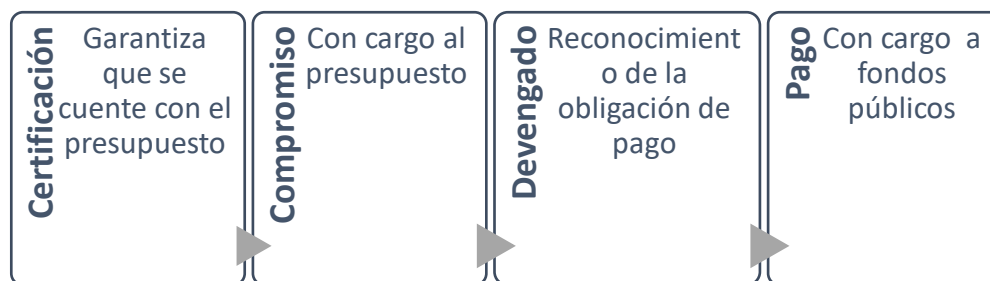 Certificación
Garantiza
que se
cuente con el
presupuesto
Compromiso
Con cargo al
presupuesto
Devengado
Reconocimient
o de la
obligación de
pago
Pago
Con cargo a
fondos
públicos